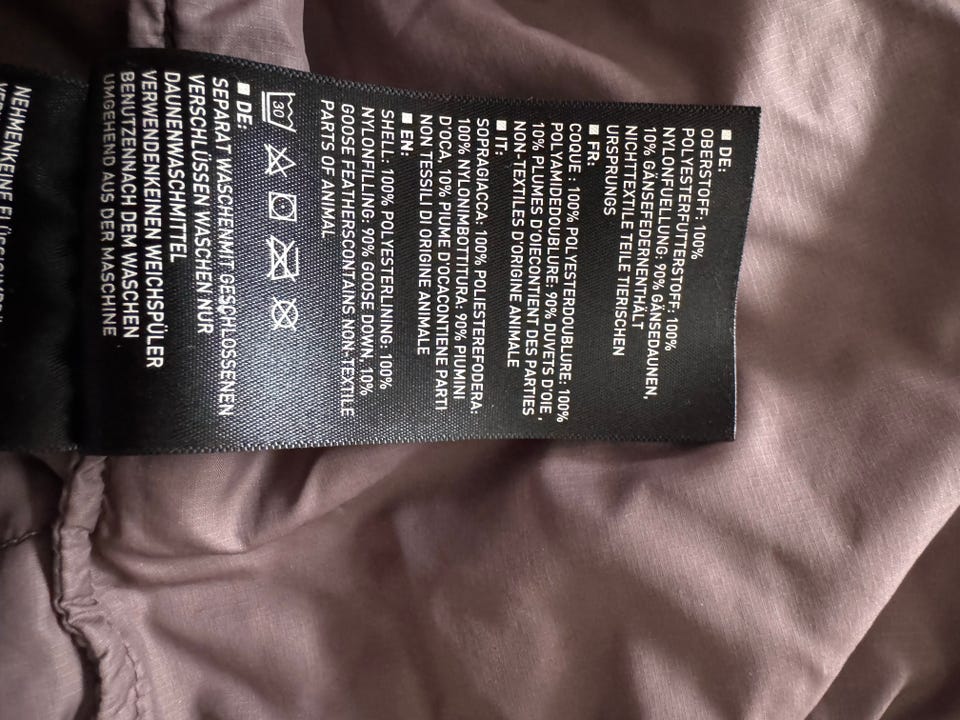 ■ DE:
OBERSTOFF: 100%
POLYESTERFUTTERSTOFF: 100%
NYLONFUELLUNG: 90% GÄNSEDAUNEN,
10% GÄNSEFEDERNENTHÄLT
NICHTTEXTILE TEILE TIERISCHEN
URSPRUNGS
■ FR:
COQUE : 100% POLYESTERDOUBLURE: 100%
POLYAMIDEDOUBLURE: 90% DUVETS D'OIE ,
10% PLUMES D'OIECONTIENT DES PARTIES
NON-TEXTILES D'ORIGINE ANIMALE
■ IT:
SOPRAGIACCA: 100% POLIESTEREFODERA:
100% NYLONIMBOTTITURA: 90% PIUMINI
D'OCA, 10% PIUME D'OCACONTIENE PARTI
NON TESSILI DI ORIGINE ANIMALE
■ EN:
SHELL: 100% POLYESTERLINING: 100%
NYLONFILLING: 90% GOOSE DOWN, 10%
GOOSE FEATHERSCONTAINS NON-TEXTILE
PARTS OF ANIMAL
30
■ DE:
SEPARAT WASCHENMIT GESCHLOSSENEN
VERSCHLÜSSEN WASCHEN NUR
DAUNENWASCHMITTEL
VERWENDENKEINEN WEICHSPÜLER
BENUTZENNACH DEM WASCHEN
UMGEHEND AUS DER MASCHINE
NEHMENKEINE